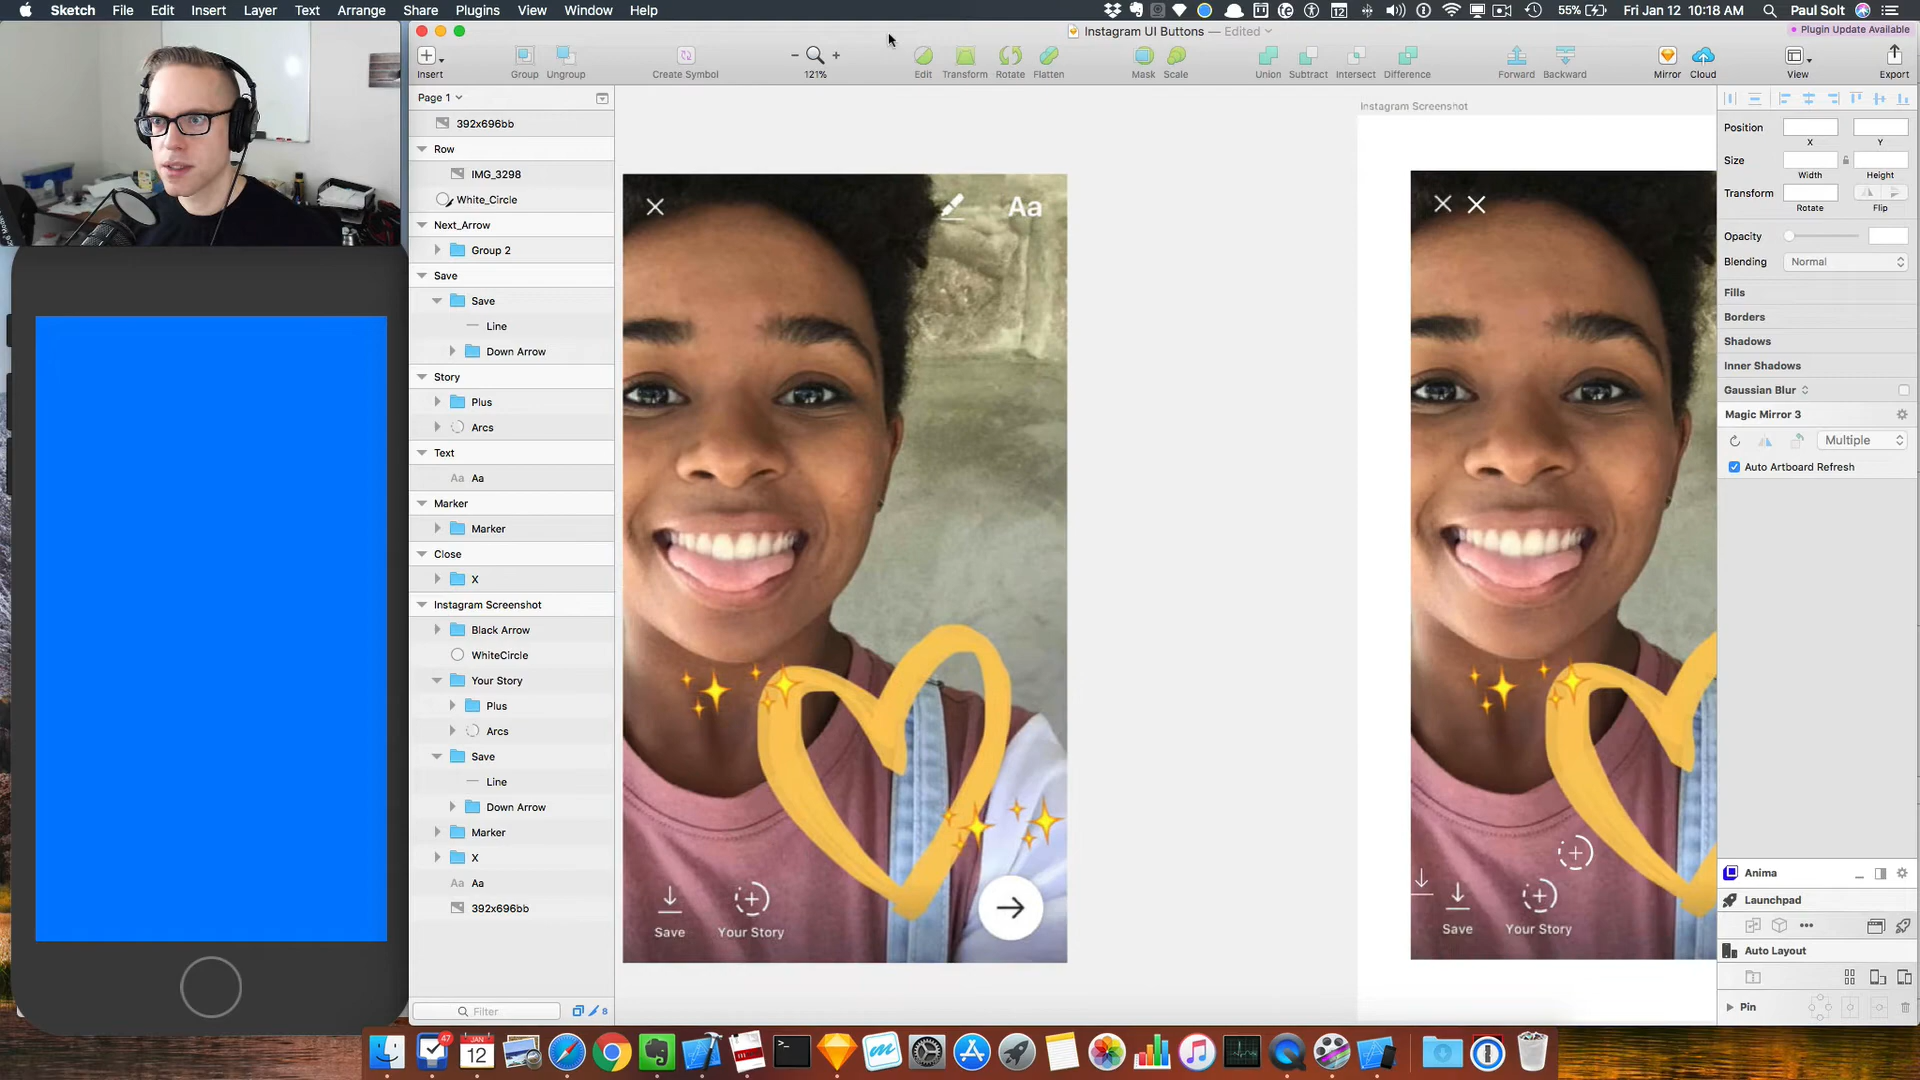 Sketch File Edit Insert Layer Text Arrange Share Plugins View Window Help
12 55% Fri Jan 12 10:18 AM Paul Solt
Instagram UI Buttons — Edited
Plugin Update Available
Insert Group Ungroup Create Symbol 121% Edit Transform Rotate Flatten Mask Scale Union Subtract Intersect Difference Forward Backward Mirror Cloud View Export
Page 1
392x696bb
Row
IMG_3298
White_Circle
Next_Arrow
Group 2
Save
Save
Line
Down Arrow
Story
Plus
Arcs
Text
Aa Aa
Marker
Marker
Close
X
Instagram Screenshot
Black Arrow
WhiteCircle
Your Story
Plus
Arcs
Save
Line
Down Arrow
Marker
X
Aa Aa
392x696bb
Filter
8
Aa
Save
Your Story
Instagram Screenshot
Save
Your Story
Position
X Y
Size
Width Height
Transform
Rotate Flip
Opacity
Blending Normal
Fills
Borders
Shadows
Inner Shadows
Gaussian Blur
Magic Mirror 3
Multiple
Auto Artboard Refresh
Anima
Launchpad
Auto Layout
Pin
47
JAN
12